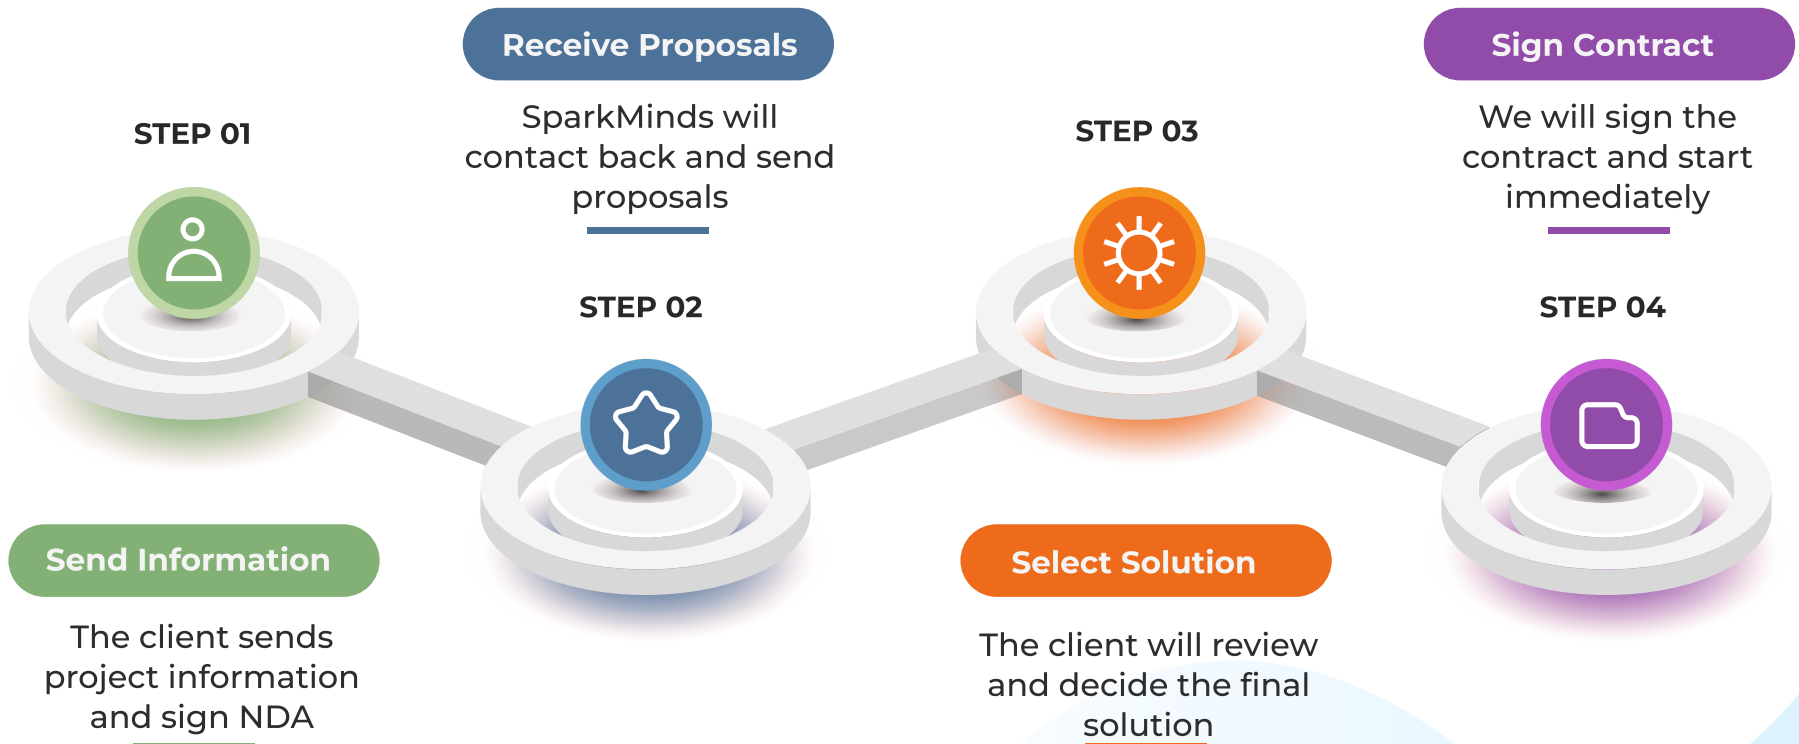 STEP 01
Send Information
The client sends
project information
and sign NDA
Receive Proposals
SparkMinds will
contact back and send
proposals
STEP 02
STEP 03
Select Solution
The client will review
and decide the final
solution
Sign Contract
We will sign the
contract and start
immediately
STEP 04